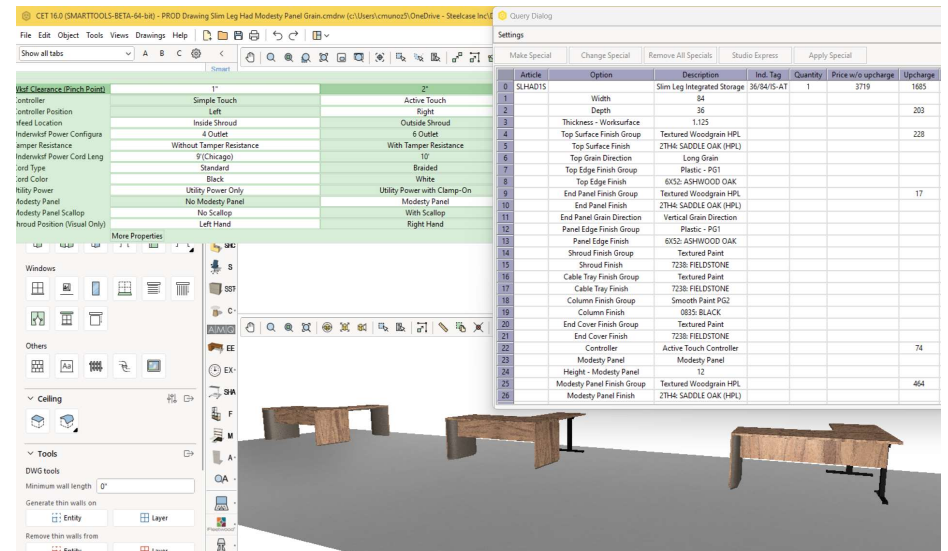 CET 16.0 (SMARTTOOLS-BETA-64-bit) - PROD Drawing Slim Leg Had Modesty Panel Grain.cmdrw (c:\Users\cmunoz5\OneDrive - Steelcase Inc\D
File Edit Object Tools Views Drawings Help
Show all tabs
A B C
Smart
Wksf Clearance (Pinch Point) 1" 2"
Controller Simple Touch Active Touch
Controller Position Left Right
nfeed Location Inside Shroud Outside Shroud
Underwksf Power Configura 4 Outlet 6 Outlet
Tamper Resistance Without Tamper Resistance With Tamper Resistance
Underwksf Power Cord Leng 9'(Chicago) 10'
Cord Type Standard Braided
Cord Color Black White
Utility Power Utility Power Only Utility Power with Clamp-On
Modesty Panel No Modesty Panel Modesty Panel
Modesty Panel Scallop No Scallop With Scallop
Shroud Position (Visual Only) Left Hand Right Hand
More Properties
Windows
Others
Aa
Ceiling
Tools
DWG tools
Minimum wall length 0"
Generate thin walls on
Entity Layer
Remove thin walls from
Entity Layer
SHC
S
SST
C
A M Q
EE
EX
SHA
F
M
A
QA
Query Dialog
Settings
Make Special Change Special Remove All Specials Studio Express Apply Special
Article Option Description Ind. Tag Quantity Price w/o upcharge Upcharge
0 SLHAD1S Slim Leg Integrated Storage 36/84/IS-AT 1 3719 1685
1 Width 84
2 Depth 36 203
3 Thickness - Worksurface 1.125
4 Top Surface Finish Group Textured Woodgrain HPL 228
5 Top Surface Finish 2TH4: SADDLE OAK (HPL)
6 Top Grain Direction Long Grain
7 Top Edge Finish Group Plastic - PG1
8 Top Edge Finish 6X52: ASHWOOD OAK
9 End Panel Finish Group Textured Woodgrain HPL 17
10 End Panel Finish 2TH4: SADDLE OAK (HPL)
11 End Panel Grain Direction Vertical Grain Direction
12 Panel Edge Finish Group Plastic - PG1
13 Panel Edge Finish 6X52: ASHWOOD OAK
14 Shroud Finish Group Textured Paint
15 Shroud Finish 7238: FIELDSTONE
16 Cable Tray Finish Group Textured Paint
17 Cable Tray Finish 7238: FIELDSTONE
18 Column Finish Group Smooth Paint PG2
19 Column Finish 0835: BLACK
20 End Cover Finish Group Textured Paint
21 End Cover Finish 7238: FIELDSTONE
22 Controller Active Touch Controller 74
23 Modesty Panel Modesty Panel
24 Height - Modesty Panel 12
25 Modesty Panel Finish Group Textured Woodgrain HPL 464
26 Modesty Panel Finish 2TH4: SADDLE OAK (HPL)